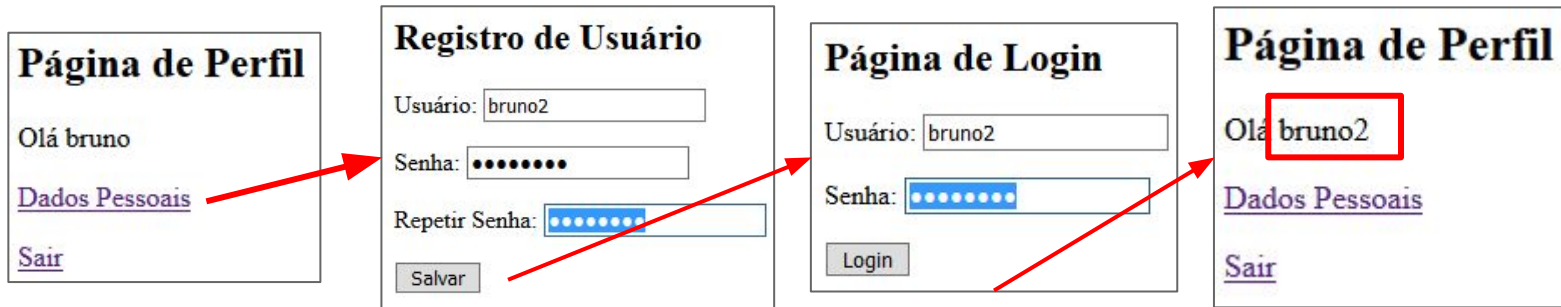 Página de Perfil
Olá bruno
Dados Pessoais
Sair
Registro de Usuário
Usuário: bruno2
Senha: ●●●●●●●●
Repetir Senha: ●●●●●●●●
Salvar
Página de Login
Usuário: bruno2
Senha: ●●●●●●●●
Login
Página de Perfil
Olá bruno2
Dados Pessoais
Sair